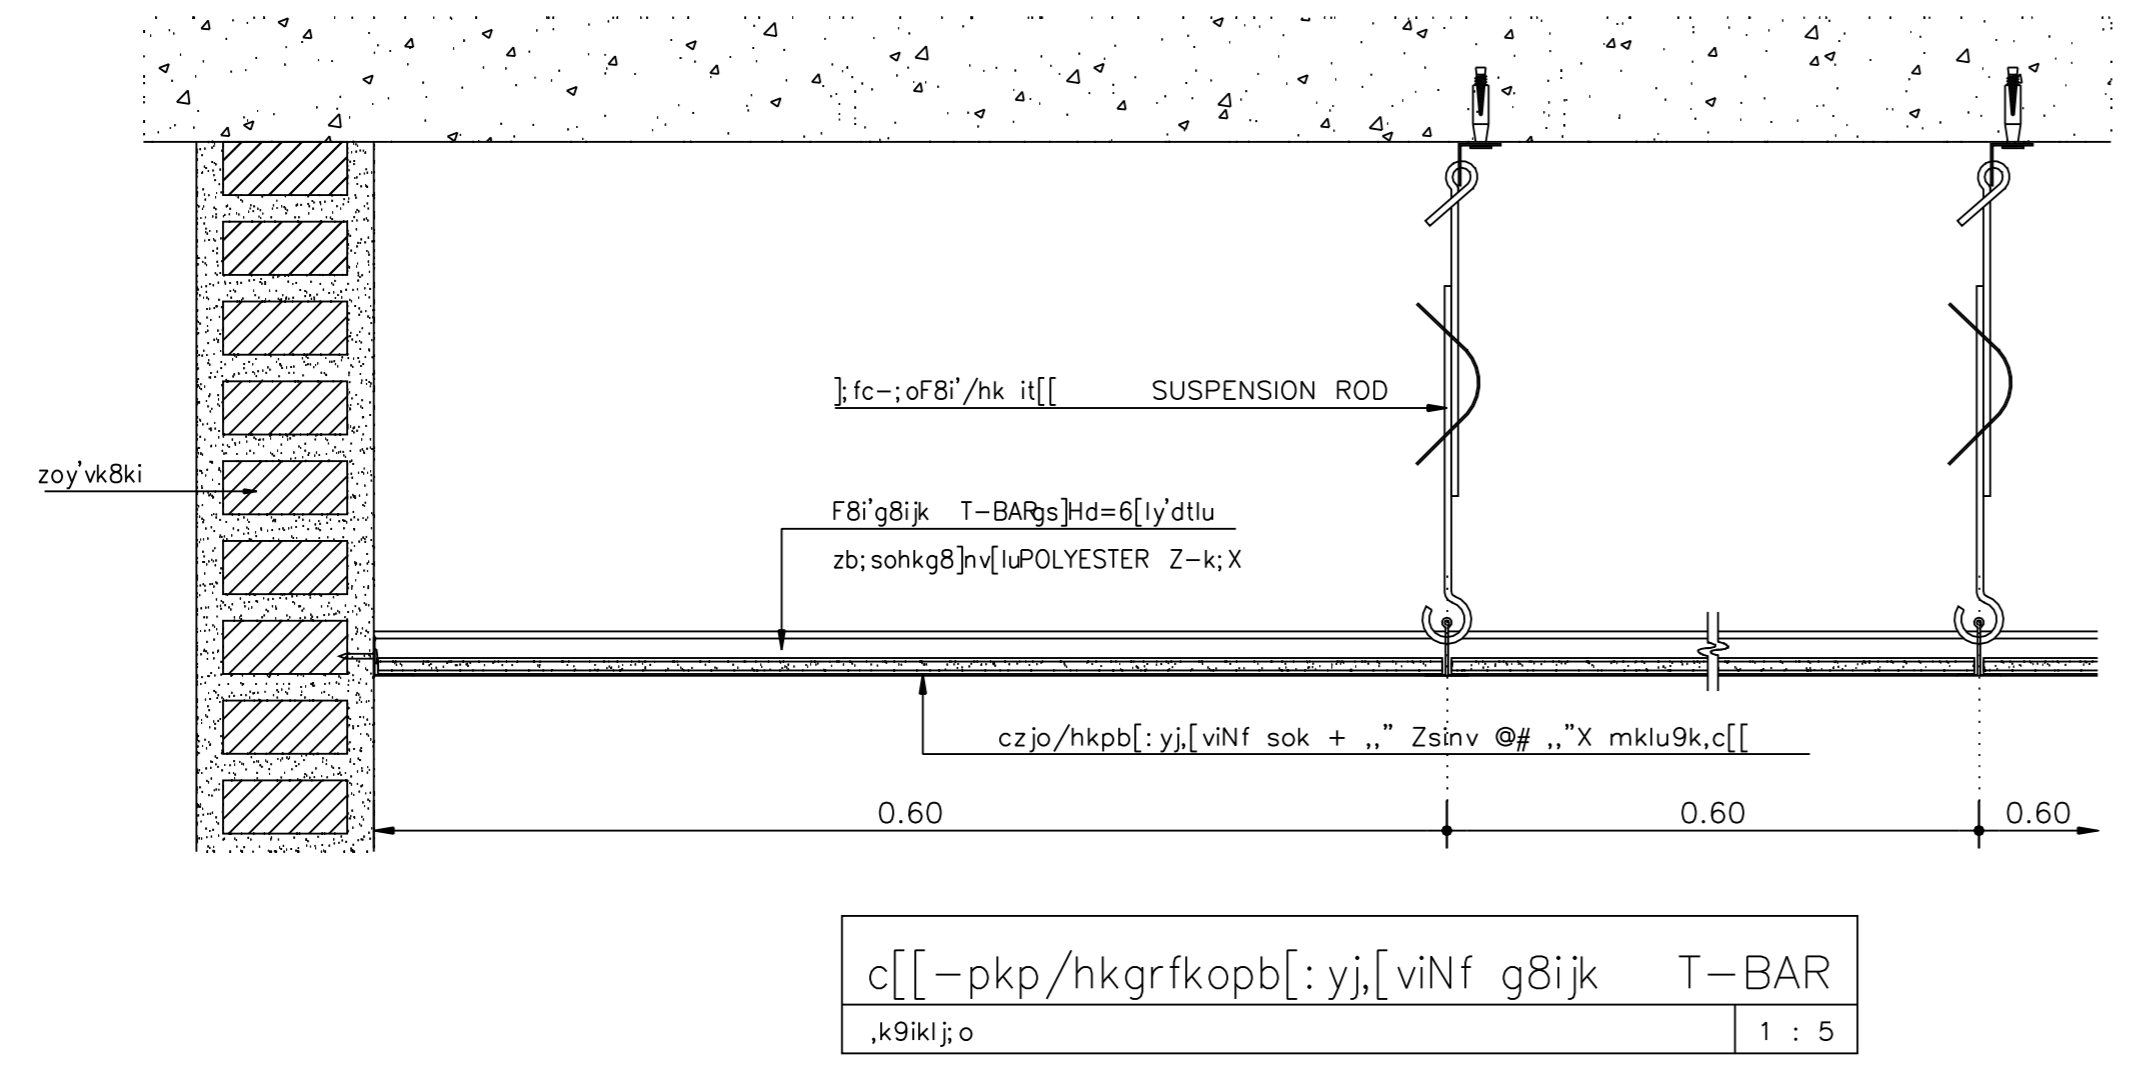 ];fc-;oF8i'/hk it[[ SUSPENSION ROD
zoy'vk8ki
F8i'g8ijk T-BARgs]Hd=6[ly'dtlu
zb;sohkg8]nv[luPOLYESTER Z-k;X
czjo/hkpb[:yj,[viNf sok + ,," Zsinv @# ,,"X mklu9k,c[[
0.60 0.60 0.60
c[[-pkp/hkgrfkopb[:yj,[viNf g8ijk T-BAR
,k9iklj;o 1 : 5